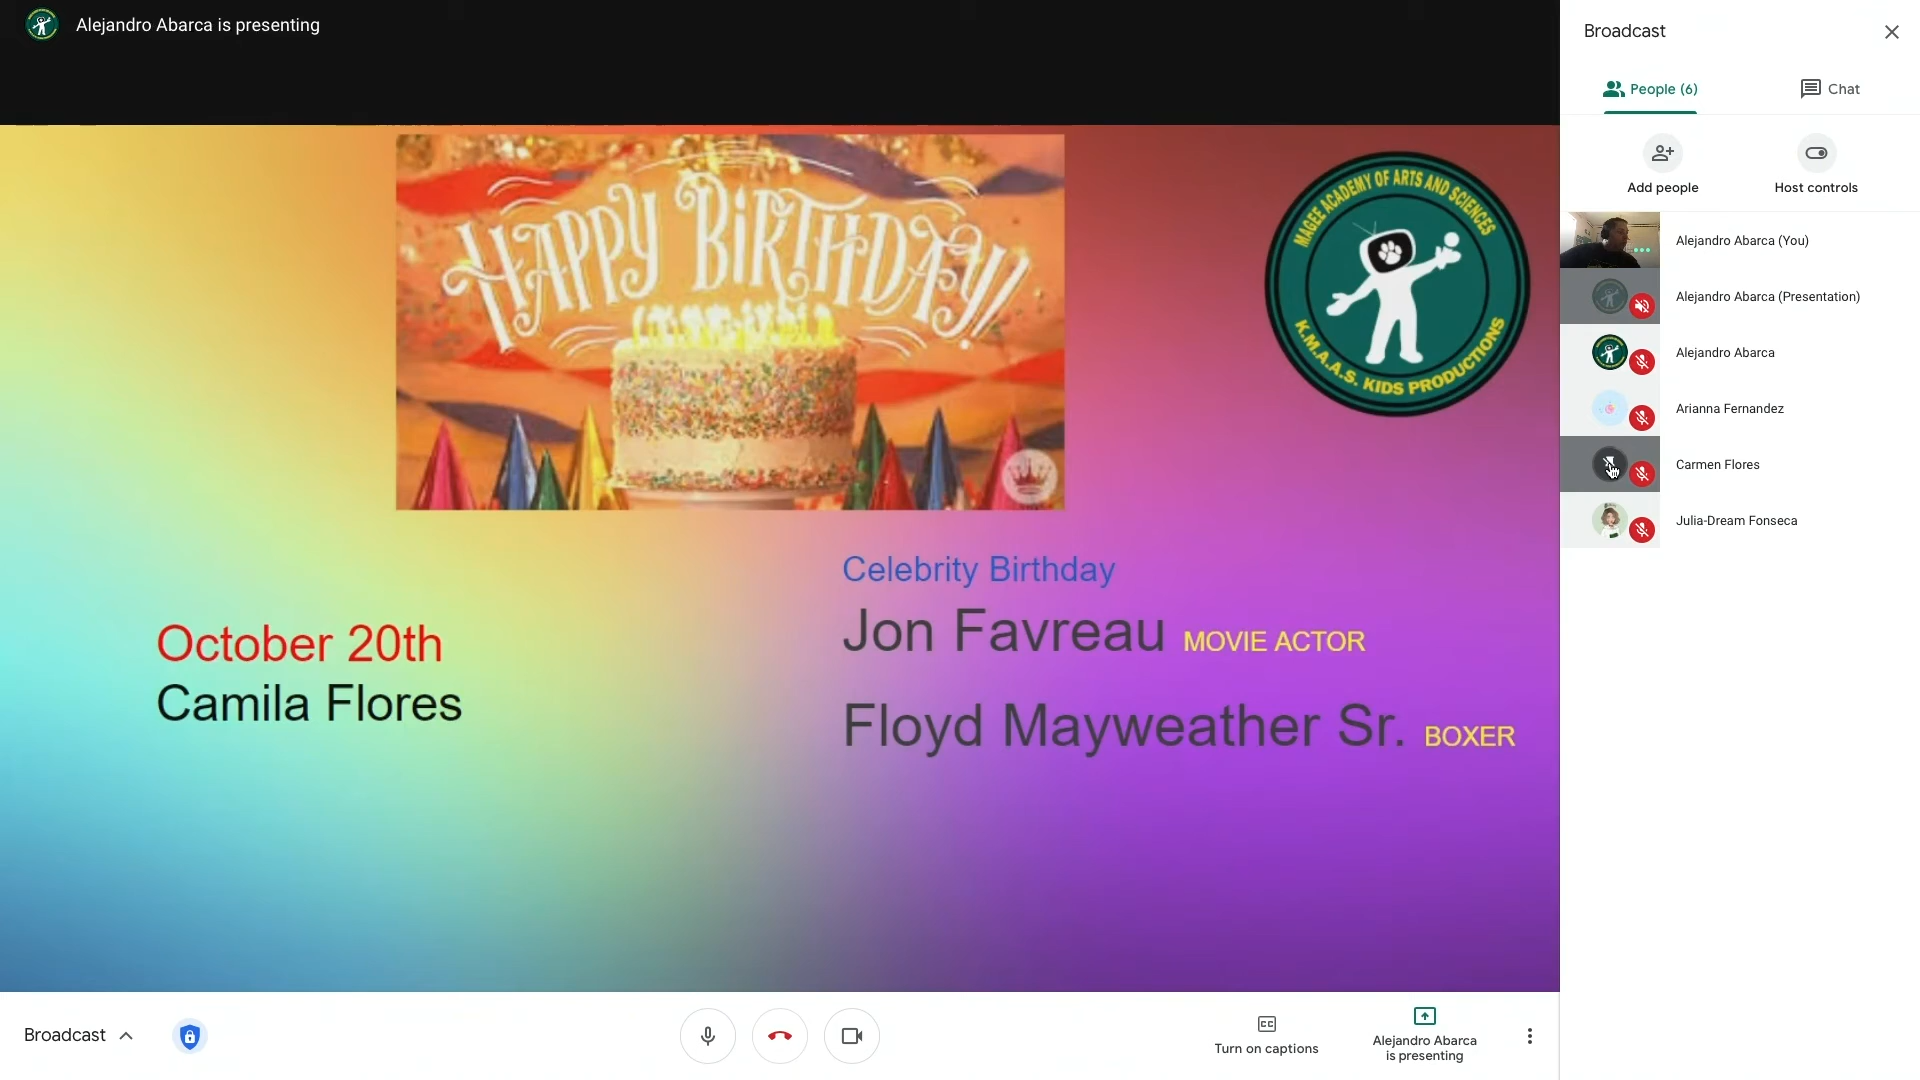 Alejandro Abarca is presenting
HAPPY BIRTHDAY!
MAGEE ACADEMY OF ARTS AND SCIENCES
K.M.A.A.S. KIDS PRODUCTIONS
Celebrity Birthday
Jon Favreau MOVIE ACTOR
Floyd Mayweather Sr. BOXER
October 20th
Camila Flores
Broadcast
Turn on captions
Alejandro Abarca
is presenting
Broadcast
People (6)
Chat
Add people
Host controls
Alejandro Abarca (You)
Alejandro Abarca (Presentation)
Alejandro Abarca
Arianna Fernandez
Carmen Flores
Julia-Dream Fonseca